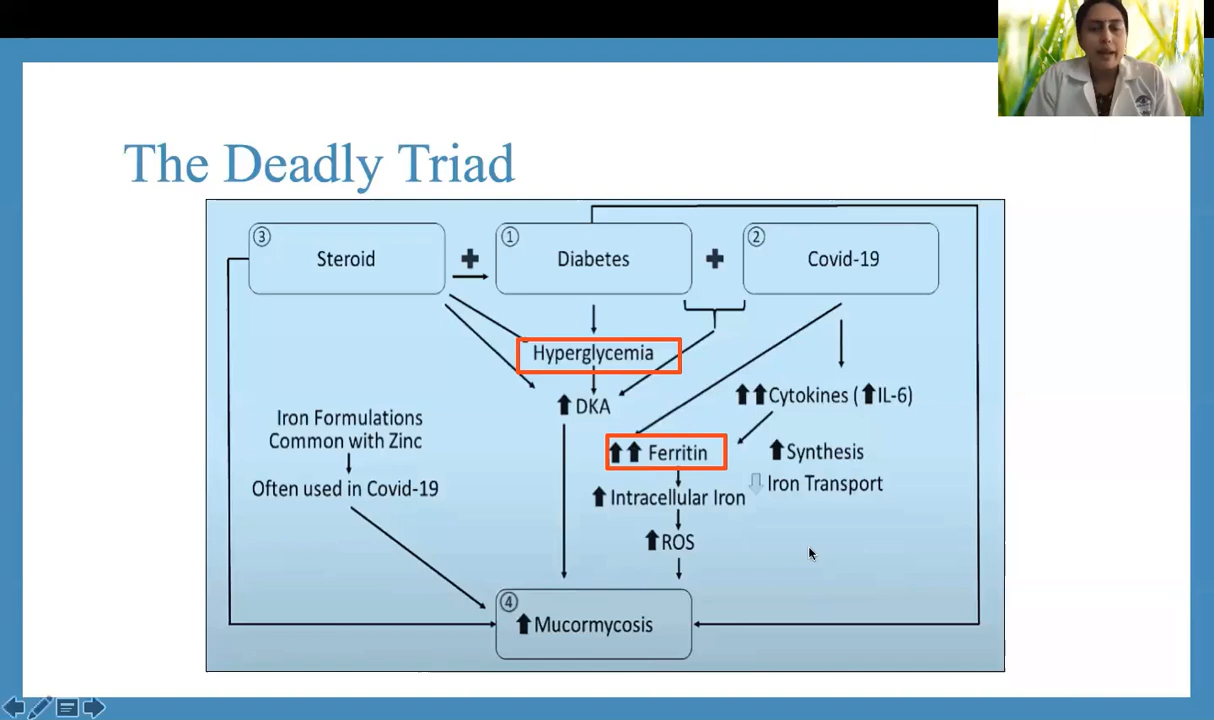 The Deadly Triad
③ Steroid
+
① Diabetes
+
② Covid-19
Hyperglycemia
⬆DKA
⬆⬆Cytokines (⬆IL-6)
Iron Formulations
Common with Zinc
⬆⬆ Ferritin
⬆Synthesis
⇩ Iron Transport
Often used in Covid-19
⬆Intracellular Iron
⬆ROS
④
⬆Mucormycosis